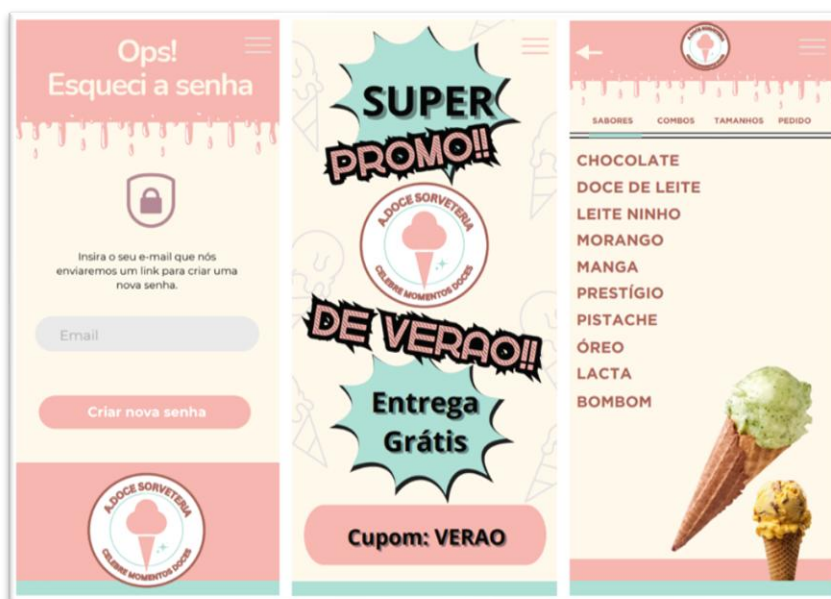 Ops!
Esqueci a senha
Insira o seu e-mail que nós
enviaremos um link para criar uma
nova senha.
Email
Criar nova senha
A.DOCE SORVETERIA
CELEBRE MOMENTOS DOCES
SUPER
PROMO!!
A.DOCE SORVETERIA
CELEBRE MOMENTOS DOCES
DE VERAO!!
Entrega
Grátis
Cupom: VERAO
SABORES COMBOS TAMANHOS PEDIDO
CHOCOLATE
DOCE DE LEITE
LEITE NINHO
MORANGO
MANGA
PRESTÍGIO
PISTACHE
ÓREO
LACTA
BOMBOM